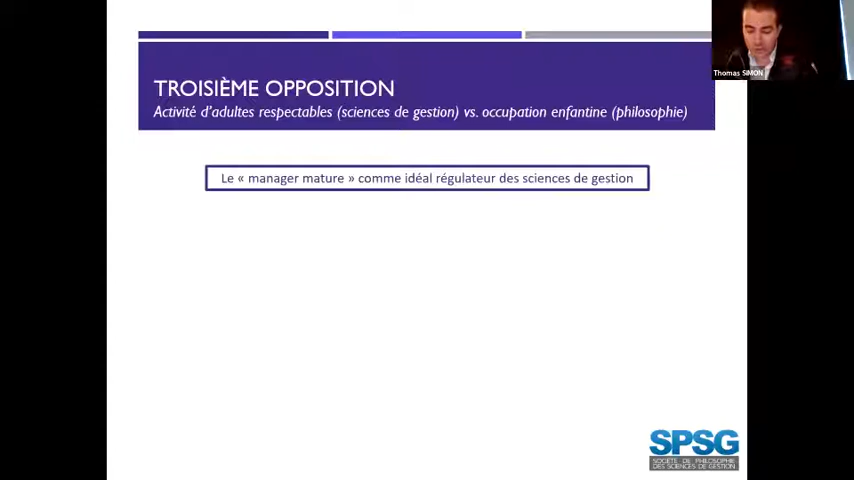 TROISIÈME OPPOSITION
Activité d'adultes respectables (sciences de gestion) vs. occupation enfantine (philosophie)
Le « manager mature » comme idéal régulateur des sciences de gestion
Thomas SIMON
SPSG
SOCIÉTÉ DE PHILOSOPHIE
DES SCIENCES DE GESTION